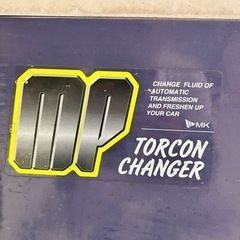 MP
CHANGE FLUID OF
AUTOMATIC
TRANSMISSION
AND FRESHEN UP
YOUR CAR
MK
TORCON
CHANGER